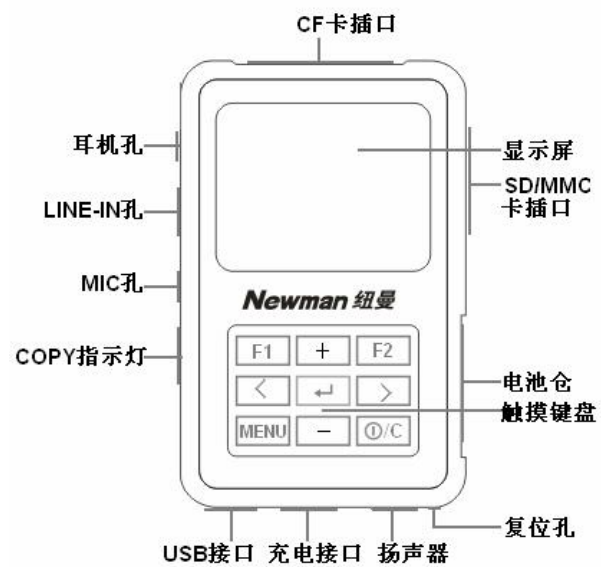 CF卡插口
耳机孔
显示屏
SD/MMC
卡插口
LINE-IN孔
MIC孔
Newman 纽曼
COPY指示灯
F1 + F2
< ↵ >
电池仓
触摸键盘
MENU − ⏼/C
复位孔
USB接口 充电接口 扬声器